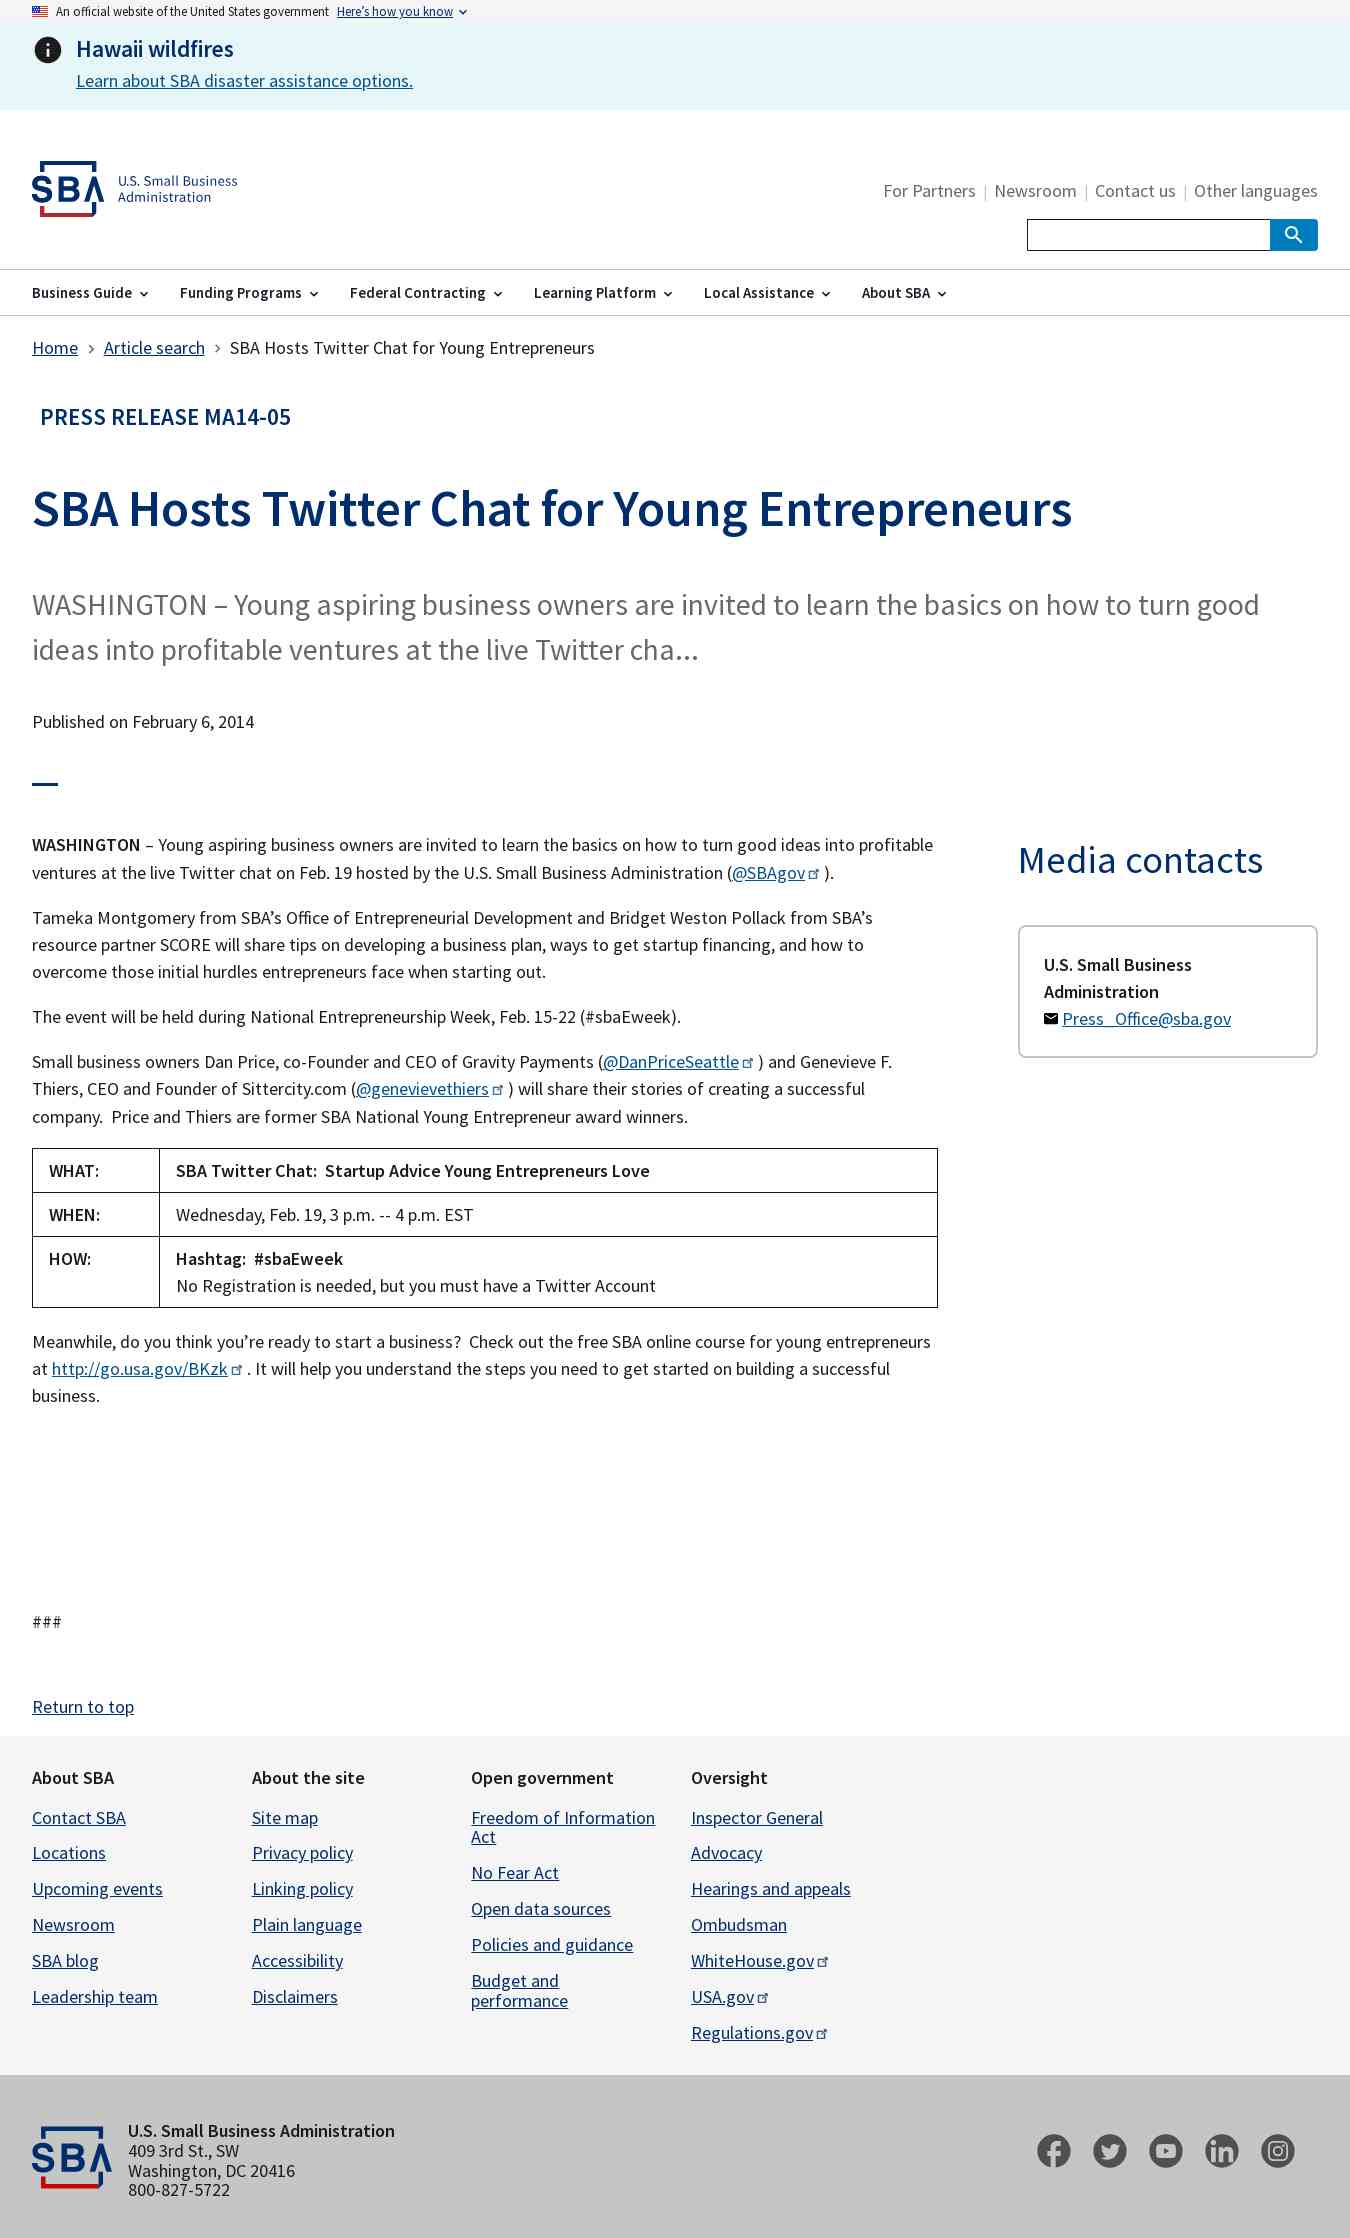 An official website of the United States government Here’s how you know
Hawaii wildfires
Learn about SBA disaster assistance options.
SBA U.S. Small Business
Administration
For Partners | Newsroom | Contact us | Other languages
Business Guide Funding Programs Federal Contracting Learning Platform Local Assistance About SBA
Home › Article search › SBA Hosts Twitter Chat for Young Entrepreneurs
PRESS RELEASE MA14-05
SBA Hosts Twitter Chat for Young Entrepreneurs
WASHINGTON – Young aspiring business owners are invited to learn the basics on how to turn good
ideas into profitable ventures at the live Twitter cha...
Published on February 6, 2014
WASHINGTON – Young aspiring business owners are invited to learn the basics on how to turn good ideas into profitable
ventures at the live Twitter chat on Feb. 19 hosted by the U.S. Small Business Administration (@SBAgov ).
Tameka Montgomery from SBA’s Office of Entrepreneurial Development and Bridget Weston Pollack from SBA’s
resource partner SCORE will share tips on developing a business plan, ways to get startup financing, and how to
overcome those initial hurdles entrepreneurs face when starting out.
The event will be held during National Entrepreneurship Week, Feb. 15-22 (#sbaEweek).
Small business owners Dan Price, co-Founder and CEO of Gravity Payments (@DanPriceSeattle ) and Genevieve F.
Thiers, CEO and Founder of Sittercity.com (@genevievethiers ) will share their stories of creating a successful
company.  Price and Thiers are former SBA National Young Entrepreneur award winners.
WHAT: SBA Twitter Chat:  Startup Advice Young Entrepreneurs Love
WHEN: Wednesday, Feb. 19, 3 p.m. -- 4 p.m. EST
HOW: Hashtag:  #sbaEweek
No Registration is needed, but you must have a Twitter Account
Meanwhile, do you think you’re ready to start a business?  Check out the free SBA online course for young entrepreneurs
at http://go.usa.gov/BKzk . It will help you understand the steps you need to get started on building a successful
business.
###
Media contacts
U.S. Small Business
Administration
Press_Office@sba.gov
Return to top
About SBA
Contact SBA
Locations
Upcoming events
Newsroom
SBA blog
Leadership team
About the site
Site map
Privacy policy
Linking policy
Plain language
Accessibility
Disclaimers
Open government
Freedom of Information
Act
No Fear Act
Open data sources
Policies and guidance
Budget and
performance
Oversight
Inspector General
Advocacy
Hearings and appeals
Ombudsman
WhiteHouse.gov
USA.gov
Regulations.gov
SBA
U.S. Small Business Administration
409 3rd St., SW
Washington, DC 20416
800-827-5722